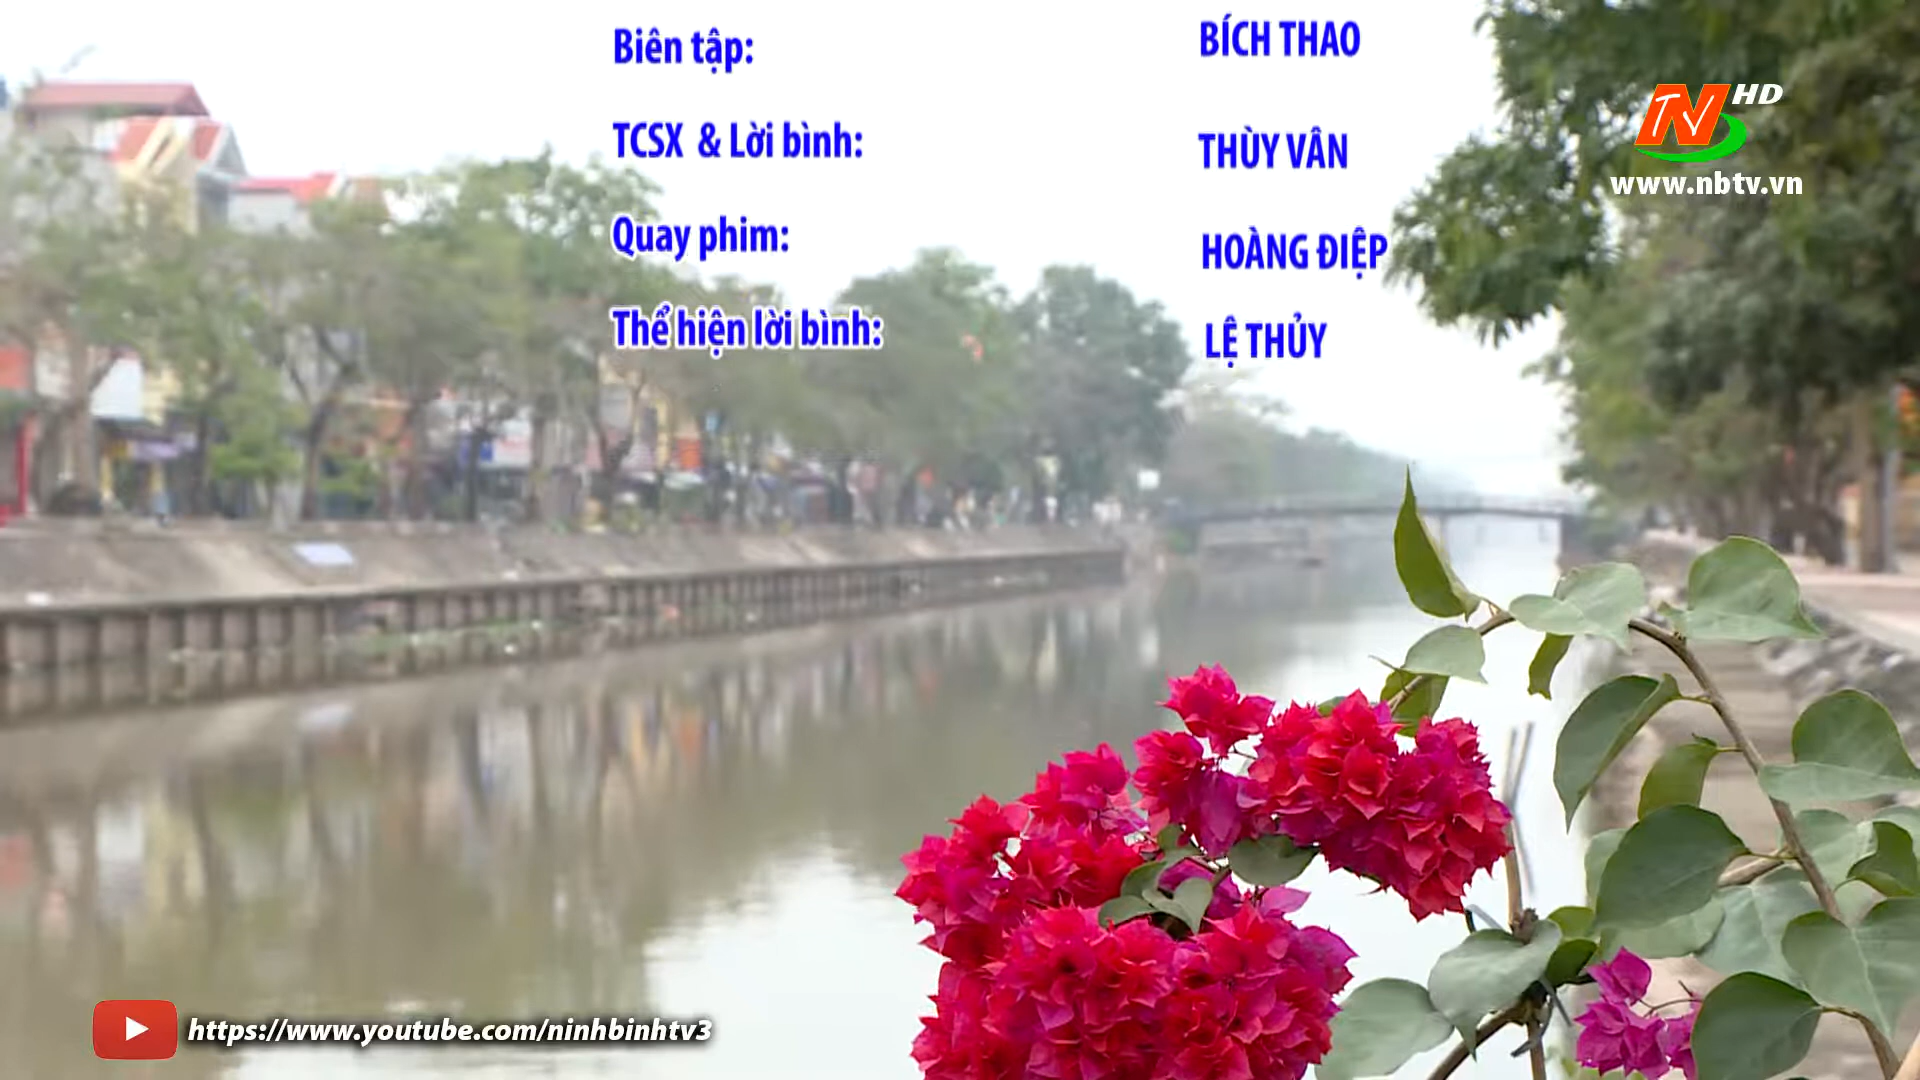 Biên tập: BÍCH THAO
TCSX & Lời bình: THÙY VÂN
Quay phim: HOÀNG ĐIỆP
Thể hiện lời bình: LỆ THỦY
NTV HD
www.nbtv.vn
https://www.youtube.com/ninhbinhtv3